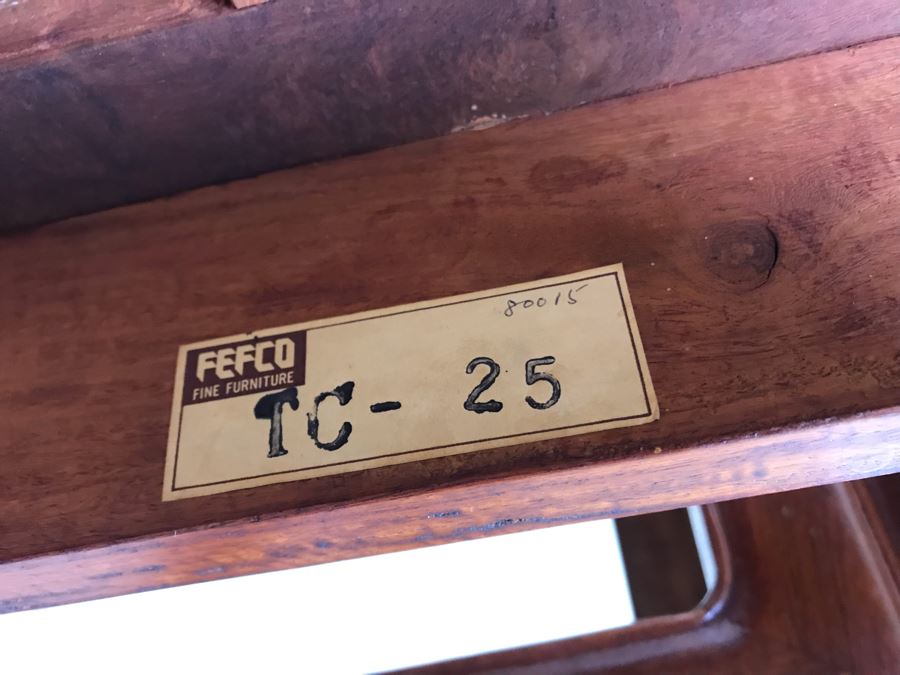 80015
FEFCO
FINE FURNITURE
TC- 25